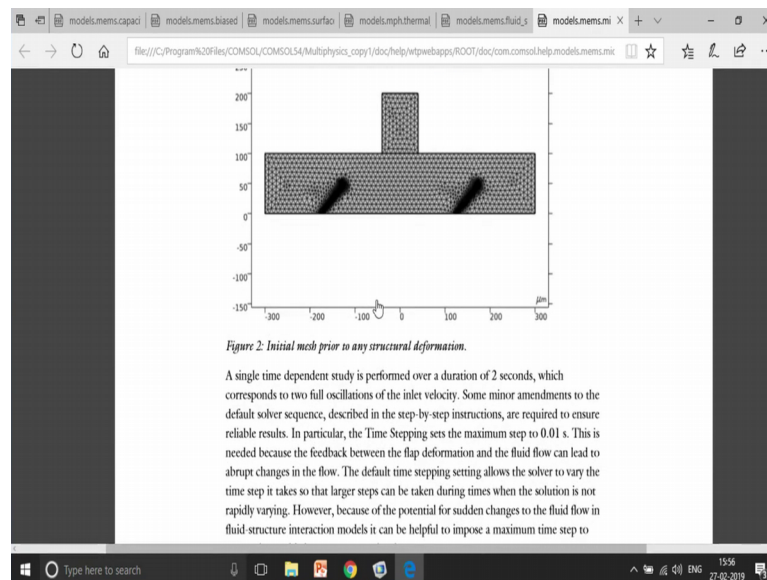 models.mems.capaci
models.mems.biased
models.mems.surfac
models.mph.thermal
models.mems.fluid_s
models.mems.mi
file:///C:/Program%20Files/COMSOL/COMSOL54/Multiphysics_copy1/doc/help/wtpwebapps/ROOT/doc/com.comsol.help.models.mems.mic
200
150
100
50
0
-50
-100
-150
-300 -200 -100 0 100 200 300
µm
Figure 2: Initial mesh prior to any structural deformation.
A single time dependent study is performed over a duration of 2 seconds, which
corresponds to two full oscillations of the inlet velocity. Some minor amendments to the
default solver sequence, described in the step-by-step instructions, are required to ensure
reliable results. In particular, the Time Stepping sets the maximum step to 0.01 s. This is
needed because the feedback between the flap deformation and the fluid flow can lead to
abrupt changes in the flow. The default time stepping setting allows the solver to vary the
time step it takes so that larger steps can be taken during times when the solution is not
rapidly varying. However, because of the potential for sudden changes to the fluid flow in
fluid-structure interaction models it can be helpful to impose a maximum time step to
Type here to search
ENG
15:56
27-02-2019